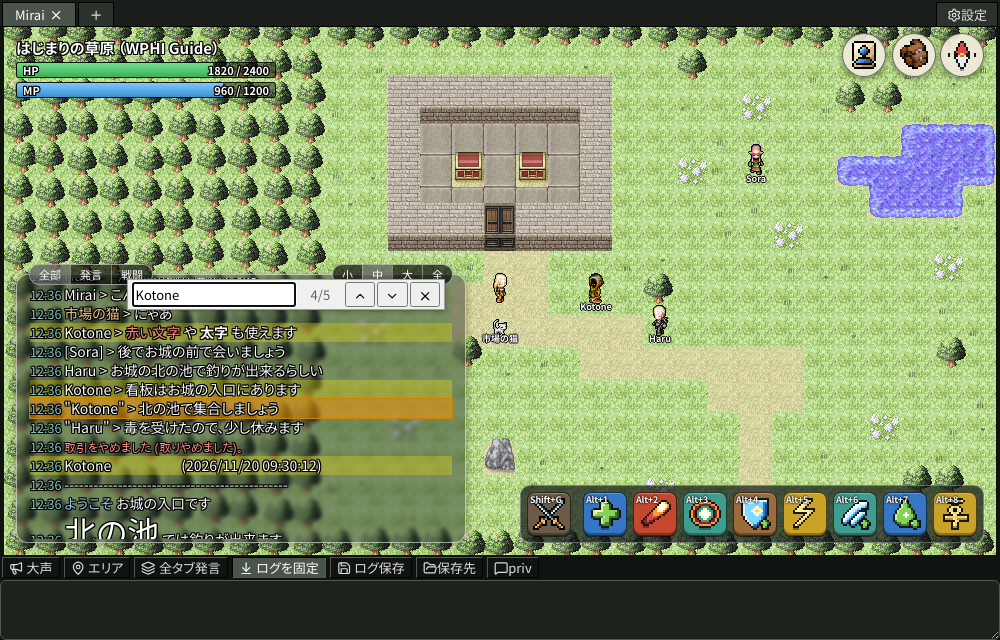 Mirai
設定
はじまりの草原 (WPHI Guide)
HP 1820 / 2400
MP 960 / 1200
Sora
Kotone
市場の猫
Haru
全部 発言 戦闘
小 中 大 全
Kotone 4/5
12:36 Mirai > こん
12:36 市場の猫 > にゃあ
12:36 Kotone > 赤い文字 や 太字 も使えます
12:36 [Sora] > 後でお城の前で会いましょう
12:36 Haru > お城の北の池で釣りが出来るらしい
12:36 Kotone > 看板はお城の入口にあります
12:36 "Kotone" > 北の池で集合しましょう
12:36 "Haru" > 毒を受けたので、少し休みます
12:36 取引をやめました (取りやめました)。
12:36 Kotone (2026/11/20 09:30:12)
12:36 ----------------------------------------
12:36 ようこそ お城の入口です
12:36 北の池 では釣りが出来ます
Shift+G Alt+1 Alt+2 Alt+3 Alt+4 Alt+5 Alt+6 Alt+7 Alt+8
大声 エリア 全タブ発言 ログを固定 ログ保存 保存先 priv